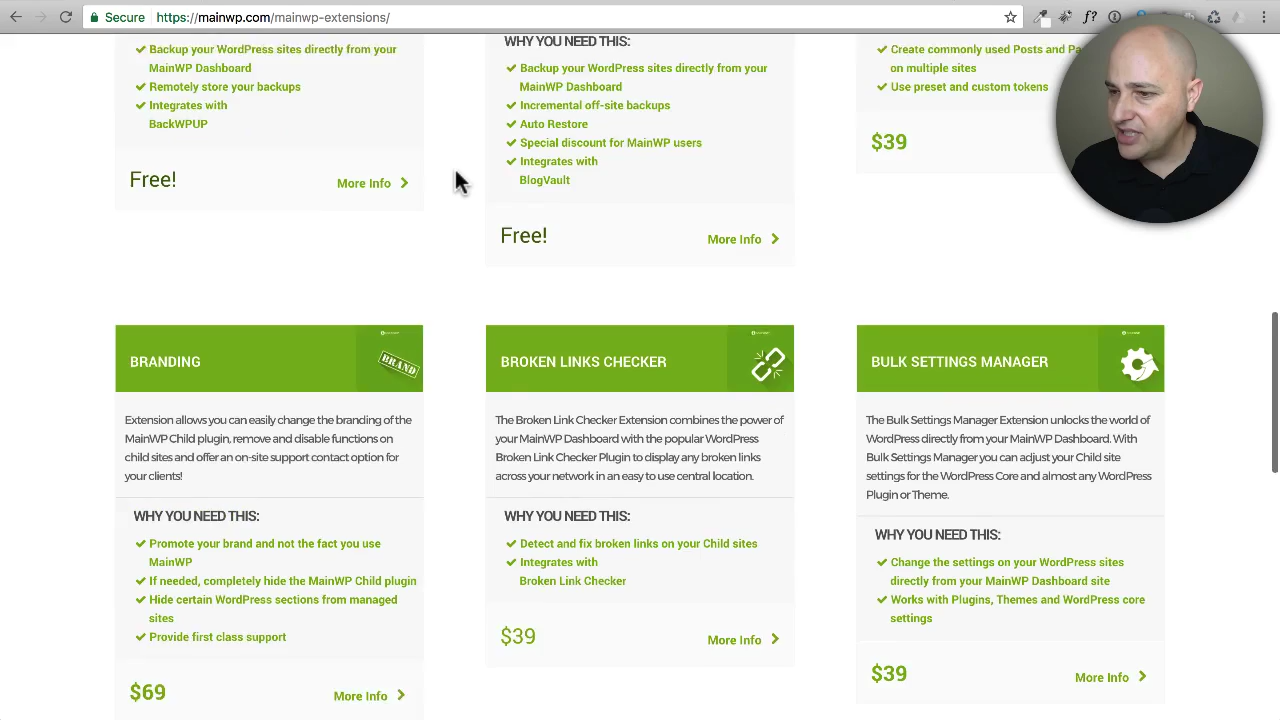 Secure
https://mainwp.com/mainwp-extensions/
f?
Backup your WordPress sites directly from your
MainWP Dashboard
Remotely store your backups
Integrates with
BackWPUP
Free!
More Info
WHY YOU NEED THIS:
Backup your WordPress sites directly from your
MainWP Dashboard
Incremental off-site backups
Auto Restore
Special discount for MainWP users
Integrates with
BlogVault
Free!
More Info
Create commonly used Posts and
on multiple sites
Use preset and custom tokens
$39
BRANDING
BRAND
Extension allows you can easily change the branding of the
MainWP Child plugin, remove and disable functions on
child sites and offer an on-site support contact option for
your clients!
WHY YOU NEED THIS:
Promote your brand and not the fact you use
MainWP
If needed, completely hide the MainWP Child plugin
Hide certain WordPress sections from managed
sites
Provide first class support
$69
More Info
BROKEN LINKS CHECKER
The Broken Link Checker Extension combines the power of
your MainWP Dashboard with the popular WordPress
Broken Link Checker Plugin to display any broken links
across your network in an easy to use central location.
WHY YOU NEED THIS:
Detect and fix broken links on your Child sites
Integrates with
Broken Link Checker
$39
More Info
BULK SETTINGS MANAGER
The Bulk Settings Manager Extension unlocks the world of
WordPress directly from your MainWP Dashboard. With
Bulk Settings Manager you can adjust your Child site
settings for the WordPress Core and almost any WordPress
Plugin or Theme.
WHY YOU NEED THIS:
Change the settings on your WordPress sites
directly from your MainWP Dashboard site
Works with Plugins, Themes and WordPress core
settings
$39
More Info